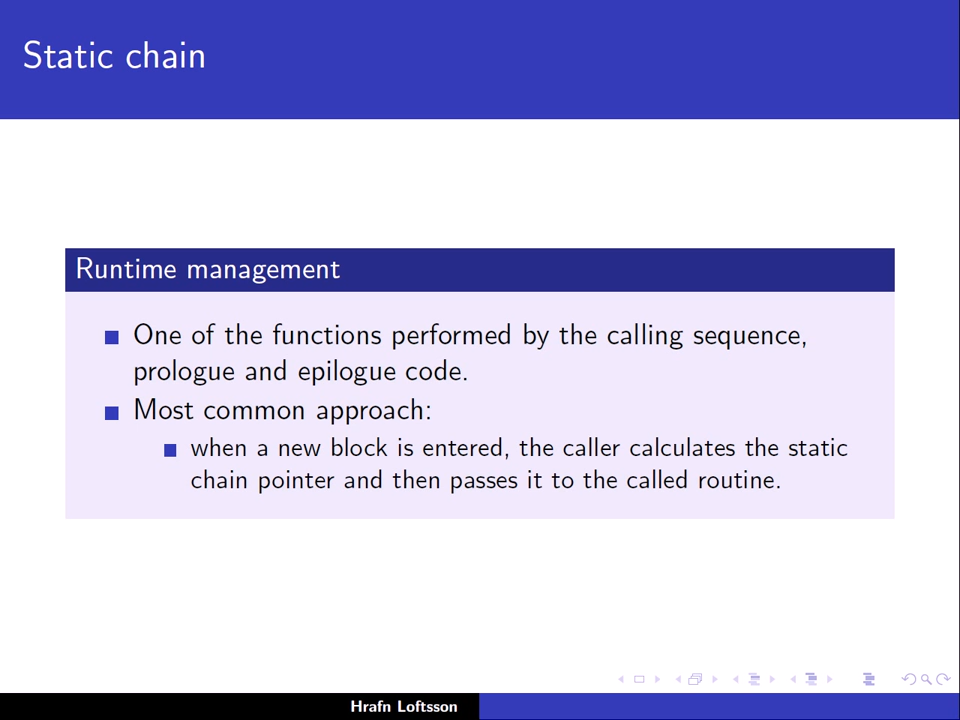 Static chain
Runtime management
One of the functions performed by the calling sequence,
prologue and epilogue code.
Most common approach:
when a new block is entered, the caller calculates the static
chain pointer and then passes it to the called routine.
Hrafn Loftsson